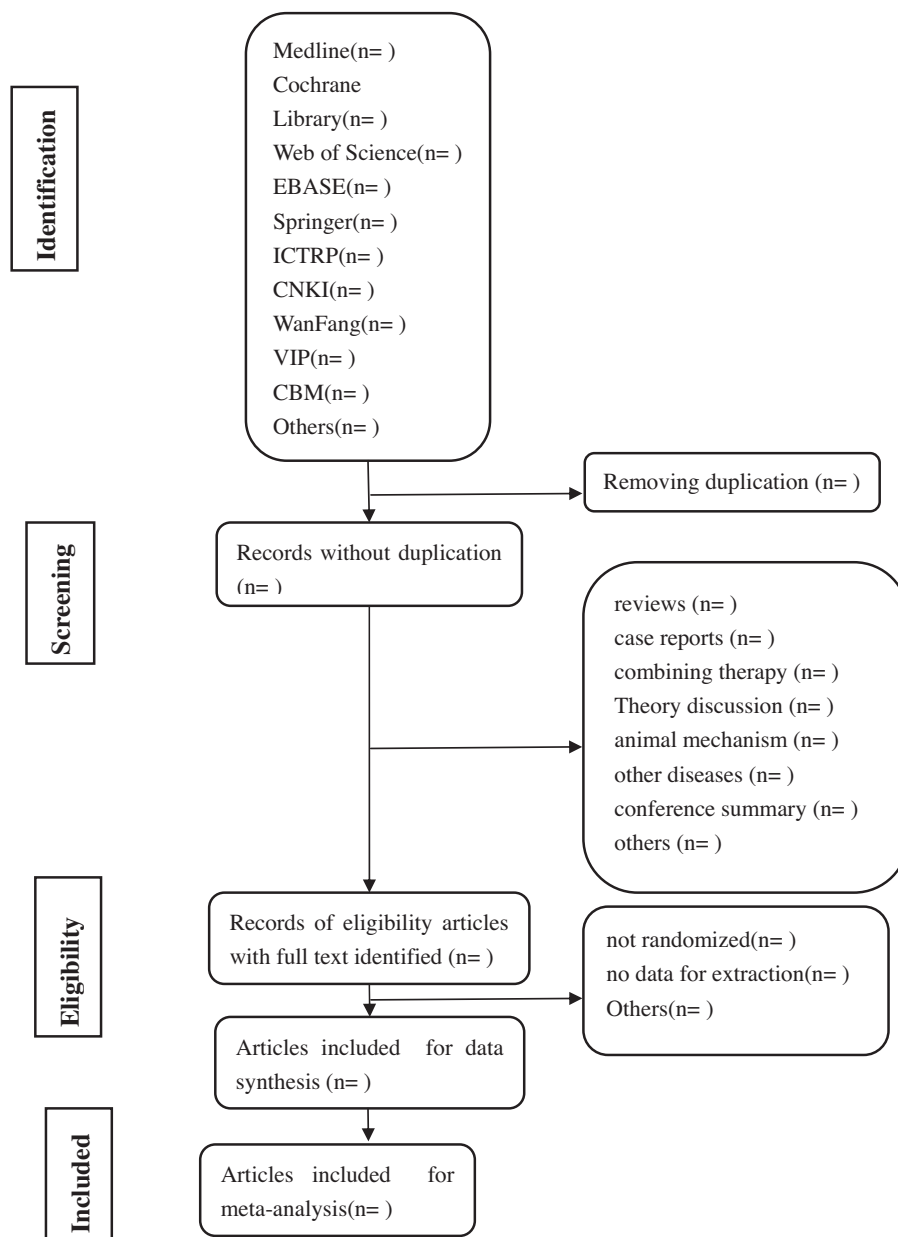 Identification
Medline(n= )
Cochrane
Library(n= )
Web of Science(n= )
EBASE(n= )
Springer(n= )
ICTRP(n= )
CNKI(n= )
WanFang(n= )
VIP(n= )
CBM(n= )
Others(n= )
Removing duplication (n= )
Screening
Records without duplication
(n= )
reviews (n= )
case reports (n= )
combining therapy (n= )
Theory discussion (n= )
animal mechanism (n= )
other diseases (n= )
conference summary (n= )
others (n= )
Eligibility
Records of eligibility articles
with full text identified (n= )
not randomized(n= )
no data for extraction(n= )
Others(n= )
Articles included for data
synthesis (n= )
Included
Articles included for
meta-analysis(n= )